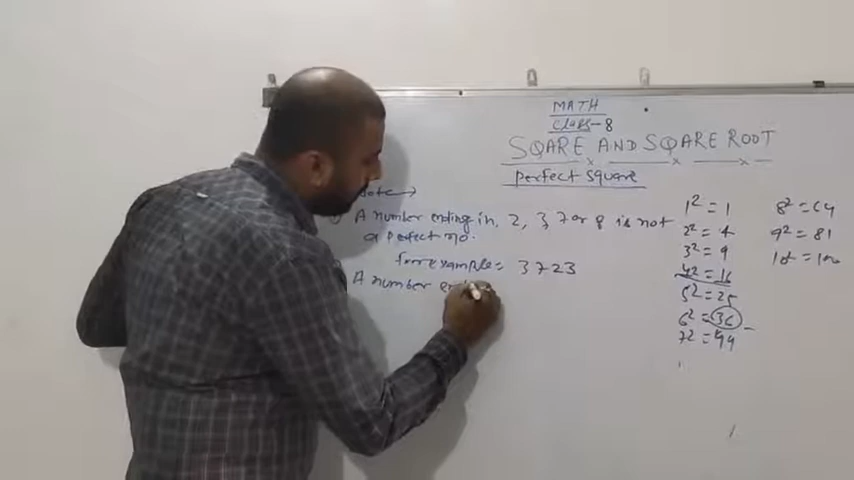 MATH
CLASS-8
SQARE AND SQARE ROOT
Perfect Square
Note →
A number ending in 2, 3, 7 or 8 is not
a perfect no.
for example = 3723
A number en
1² = 1
2² = 4
3² = 9
4² = 16
5² = 25
6² = 36
7² = 49
8² = 64
9² = 81
10² = 100